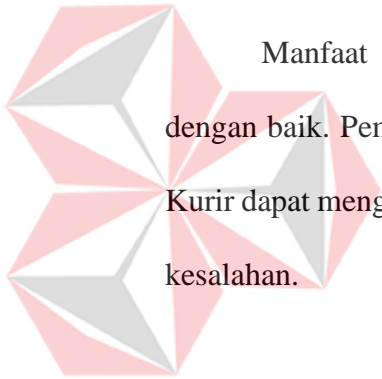 Manfaat
dengan baik. Pen
Kurir dapat meng
kesalahan.